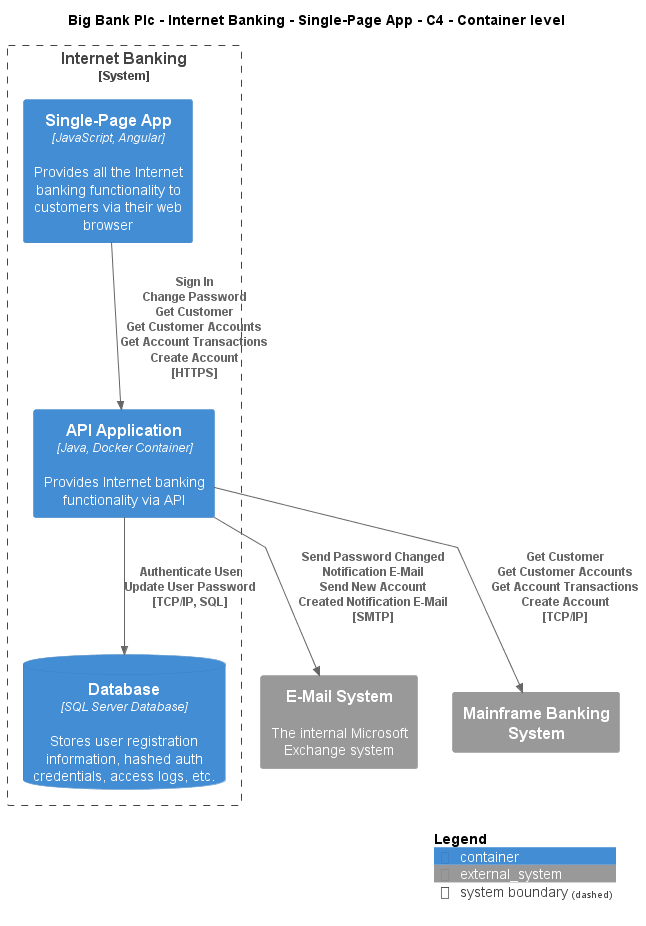 Big Bank Plc - Internet Banking - Single-Page App - C4 - Container level
Internet Banking
[System]
Single-Page App
[JavaScript, Angular]
Provides all the Internet
banking functionality to
customers via their web
browser
Sign In
Change Password
Get Customer
Get Customer Accounts
Get Account Transactions
Create Account
[HTTPS]
API Application
[Java, Docker Container]
Provides Internet banking
functionality via API
Authenticate User
Update User Password
[TCP/IP, SQL]
Send Password Changed
Notification E-Mail
Send New Account
Created Notification E-Mail
[SMTP]
Get Customer
Get Customer Accounts
Get Account Transactions
Create Account
[TCP/IP]
Database
[SQL Server Database]
Stores user registration
information, hashed auth
credentials, access logs, etc.
E-Mail System
The internal Microsoft
Exchange system
Mainframe Banking
System
Legend
container
external_system
system boundary (dashed)